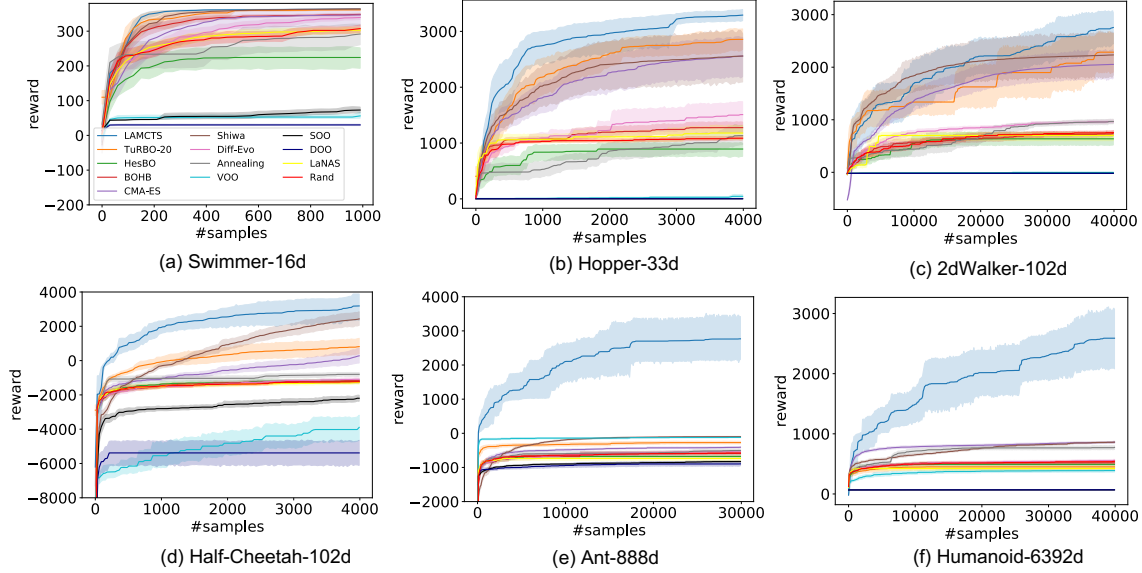 300
200
100
0
−100
−200
reward
LAMCTS
TuRBO-20
HesBO
BOHB
CMA-ES
Shiwa
Diff-Evo
Annealing
VOO
SOO
DOO
LaNAS
Rand
0 200 400 600 800 1000
#samples
(a) Swimmer-16d
3000
2000
1000
0
reward
0 1000 2000 3000 4000
#samples
(b) Hopper-33d
3000
2000
1000
0
reward
0 10000 20000 30000 40000
#samples
(c) 2dWalker-102d
4000
2000
0
−2000
−4000
−6000
−8000
reward
0 1000 2000 3000 4000
#samples
(d) Half-Cheetah-102d
4000
3000
2000
1000
0
−1000
−2000
reward
0 10000 20000 30000
#samples
(e) Ant-888d
3000
2000
1000
0
reward
0 10000 20000 30000 40000
#samples
(f) Humanoid-6392d